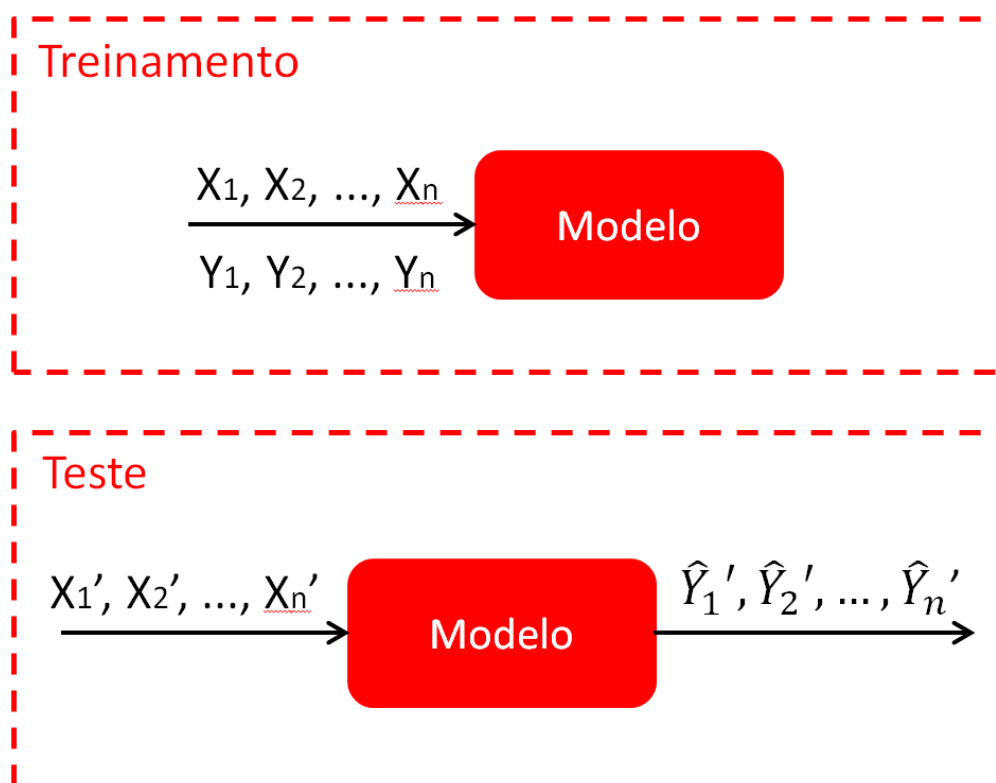 Treinamento
X1, X2, ..., Xn
Modelo
Y1, Y2, ..., Yn
Teste
X1′, X2′, ..., Xn′
Modelo
Ŷ1′, Ŷ2′, … , Ŷn′